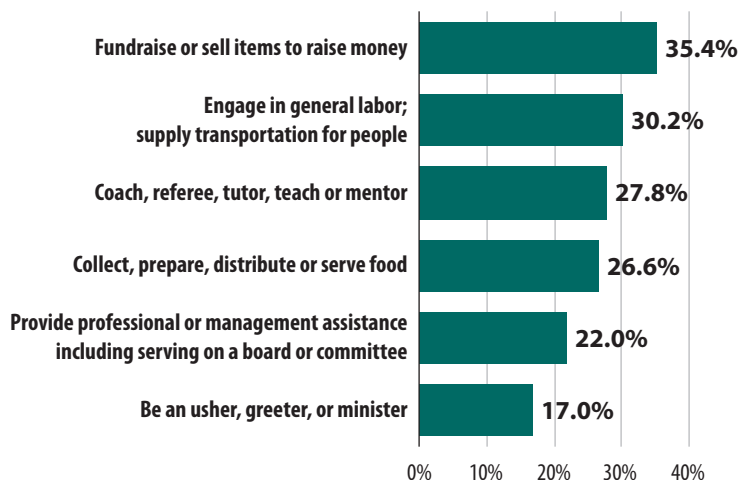 Fundraise or sell items to raise money
35.4%
Engage in general labor;
supply transportation for people
30.2%
Coach, referee, tutor, teach or mentor
27.8%
Collect, prepare, distribute or serve food
26.6%
Provide professional or management assistance
including serving on a board or committee
22.0%
Be an usher, greeter, or minister
17.0%
0% 10% 20% 30% 40%